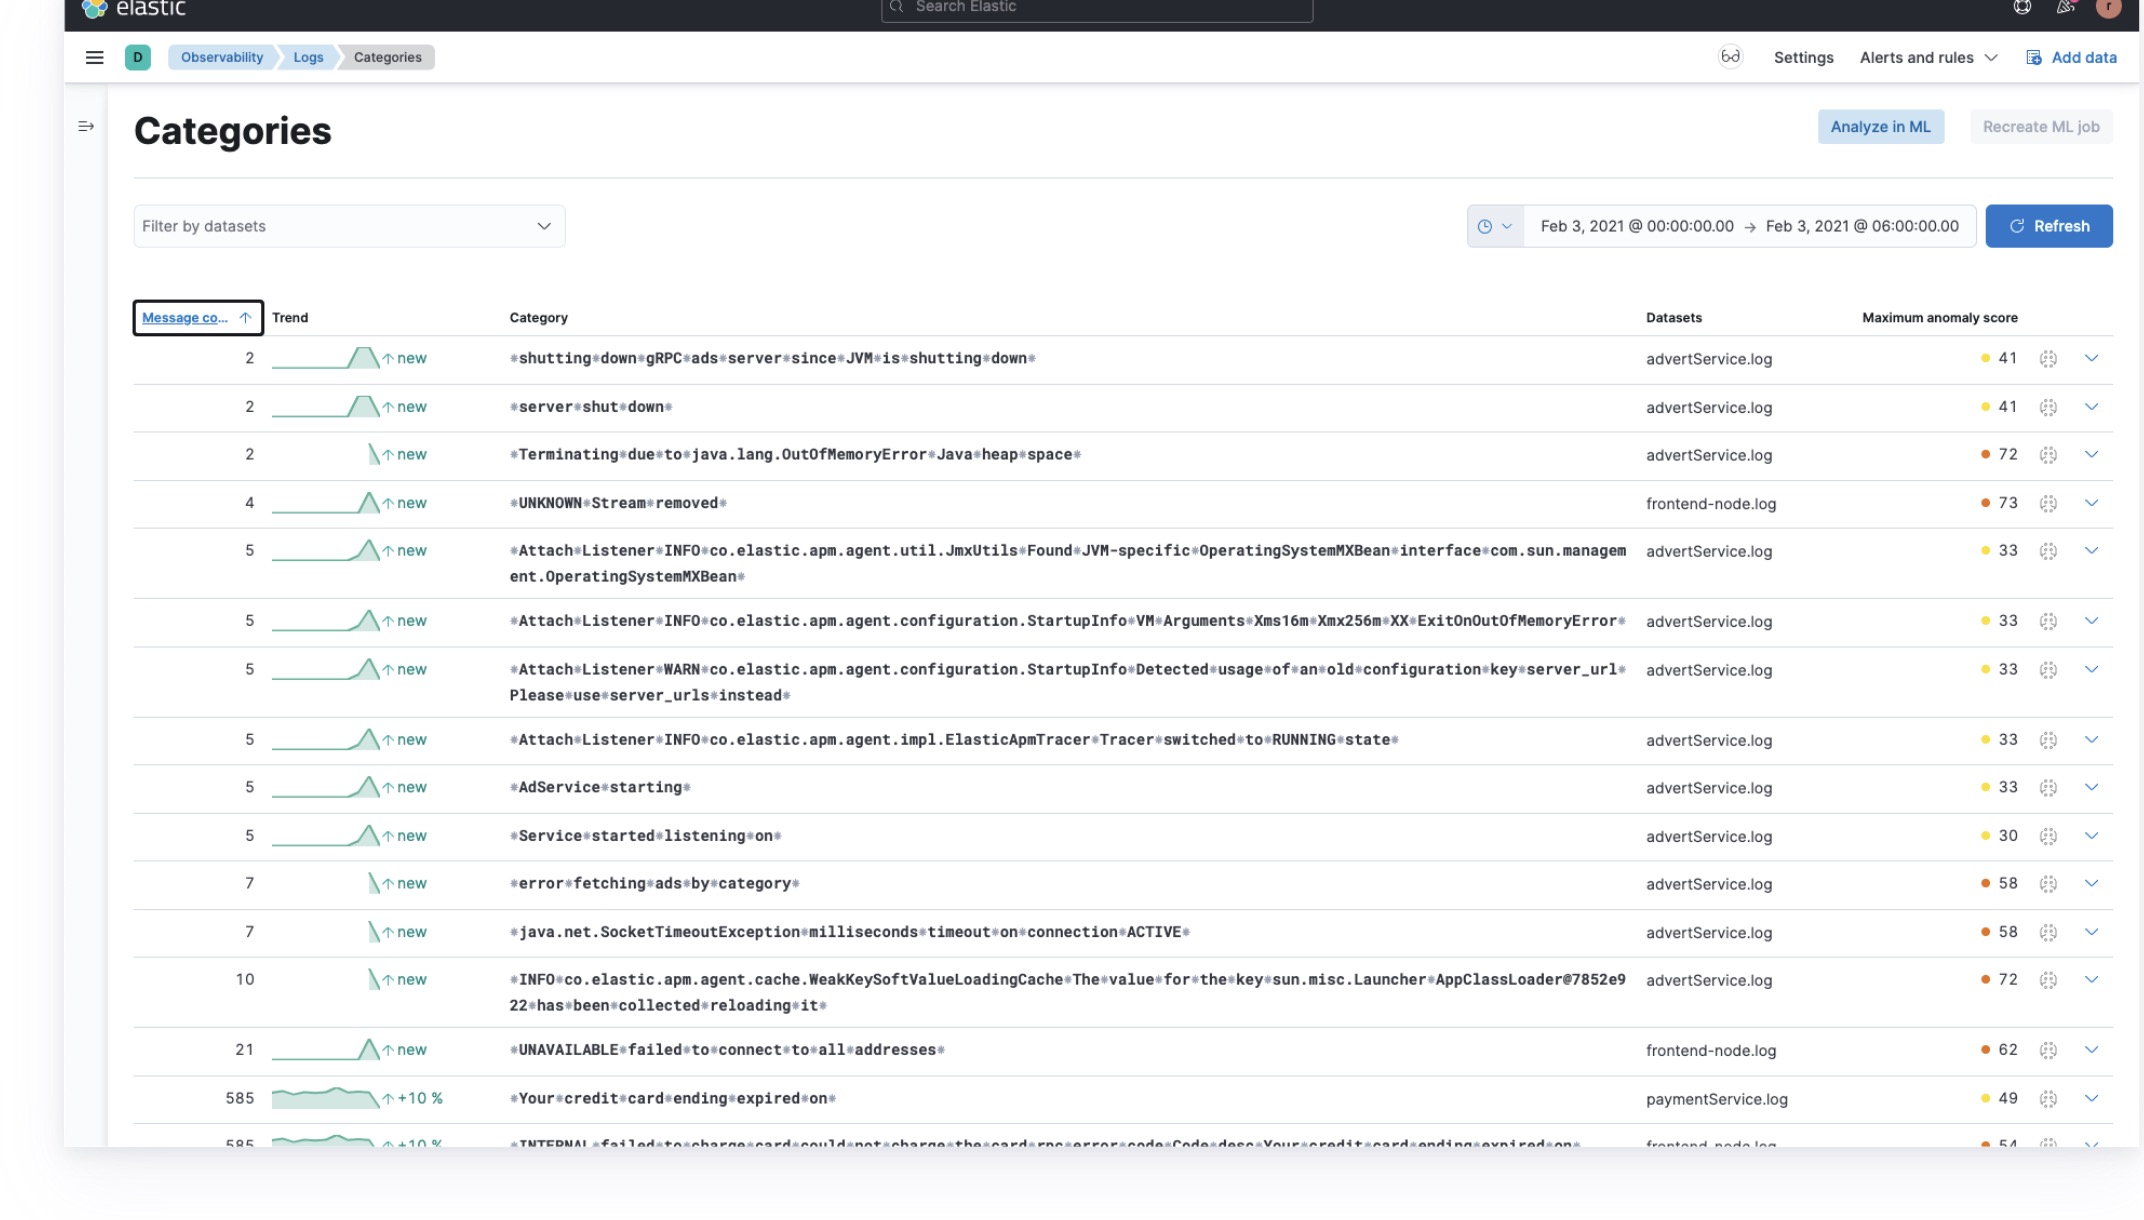 elastic
Search Elastic
r
D
Observability
Logs
Categories
Settings
Alerts and rules
Add data
Categories
Analyze in ML
Recreate ML job
Filter by datasets
Feb 3, 2021 @ 00:00:00.00 → Feb 3, 2021 @ 06:00:00.00
Refresh
Message co... ↑ Trend Category Datasets Maximum anomaly score
2 ↑ new *shutting*down*gRPC*ads*server*since*JVM*is*shutting*down* advertService.log 41
2 ↑ new *server*shut*down* advertService.log 41
2 ↑ new *Terminating*due*to*java.lang.OutOfMemoryError*Java*heap*space* advertService.log 72
4 ↑ new *UNKNOWN*Stream*removed* frontend-node.log 73
5 ↑ new *Attach*Listener*INFO*co.elastic.apm.agent.util.JmxUtils*Found*JVM-specific*OperatingSystemMXBean*interface*com.sun.managem advertService.log 33
ent.OperatingSystemMXBean*
5 ↑ new *Attach*Listener*INFO*co.elastic.apm.agent.configuration.StartupInfo*VM*Arguments*Xms16m*Xmx256m*XX*ExitOnOutOfMemoryError* advertService.log 33
5 ↑ new *Attach*Listener*WARN*co.elastic.apm.agent.configuration.StartupInfo*Detected*usage*of*an*old*configuration*key*server_url* advertService.log 33
Please*use*server_urls*instead*
5 ↑ new *Attach*Listener*INFO*co.elastic.apm.agent.impl.ElasticApmTracer*Tracer*switched*to*RUNNING*state* advertService.log 33
5 ↑ new *AdService*starting* advertService.log 33
5 ↑ new *Service*started*listening*on* advertService.log 30
7 ↑ new *error*fetching*ads*by*category* advertService.log 58
7 ↑ new *java.net.SocketTimeoutException*milliseconds*timeout*on*connection*ACTIVE* advertService.log 58
10 ↑ new *INFO*co.elastic.apm.agent.cache.WeakKeySoftValueLoadingCache*The*value*for*the*key*sun.misc.Launcher*AppClassLoader@7852e9 advertService.log 72
22*has*been*collected*reloading*it*
21 ↑ new *UNAVAILABLE*failed*to*connect*to*all*addresses* frontend-node.log 62
585 ↑ +10 % *Your*credit*card*ending*expired*on* paymentService.log 49
585 ↑ +10 % *INTERNAL*failed*to*charge*card*could*not*charge*the*card*rpc*error*code*Code*desc*Your*credit*card*ending*expired*on* frontend-node.log 54